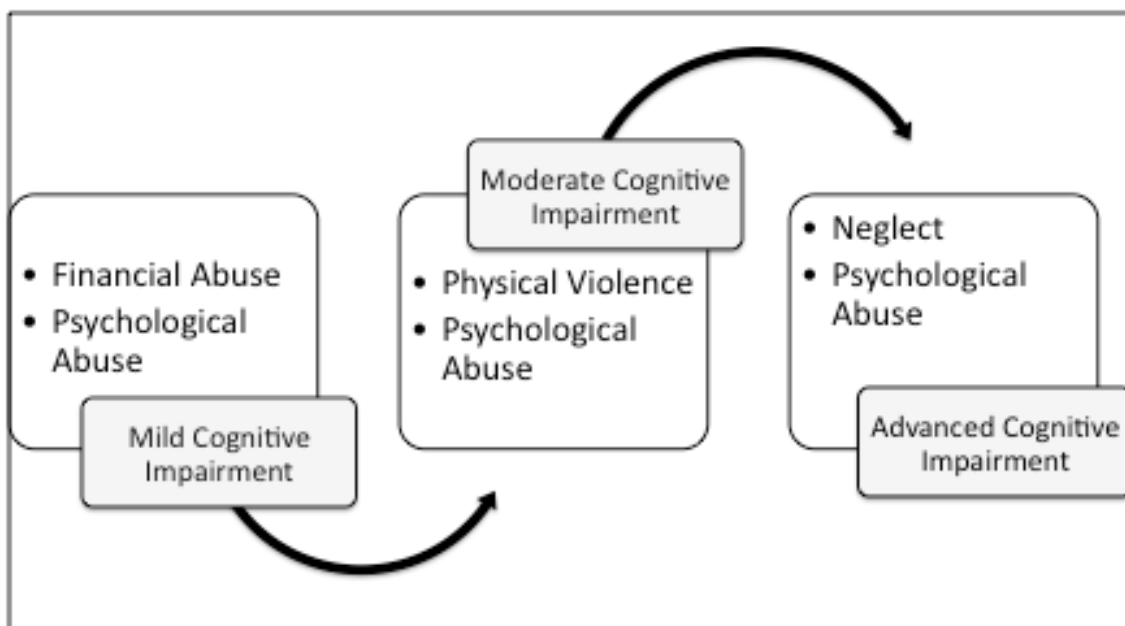 • Financial Abuse
• Psychological
Abuse
Mild Cognitive
Impairment
Moderate Cognitive
Impairment
• Physical Violence
• Psychological
Abuse
• Neglect
• Psychological
Abuse
Advanced Cognitive
Impairment